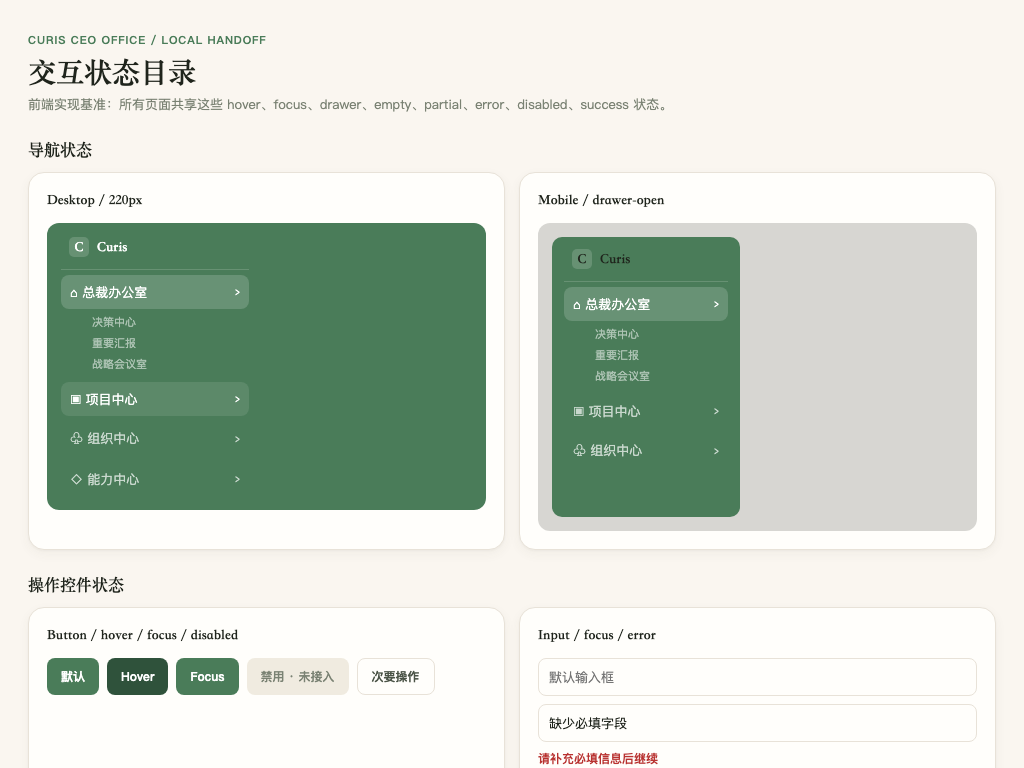 CURIS CEO OFFICE / LOCAL HANDOFF
交互状态目录
前端实现基准：所有页面共享这些 hover、focus、drawer、empty、partial、error、disabled、success 状态。
导航状态
Desktop / 220px
C Curis
总裁办公室 >
决策中心
重要汇报
战略会议室
项目中心 >
组织中心 >
能力中心 >
Mobile / drawer-open
C Curis
总裁办公室 >
决策中心
重要汇报
战略会议室
项目中心 >
组织中心 >
操作控件状态
Button / hover / focus / disabled
默认 Hover Focus 禁用 · 未接入 次要操作
Input / focus / error
默认输入框
缺少必填字段
请补充必填信息后继续